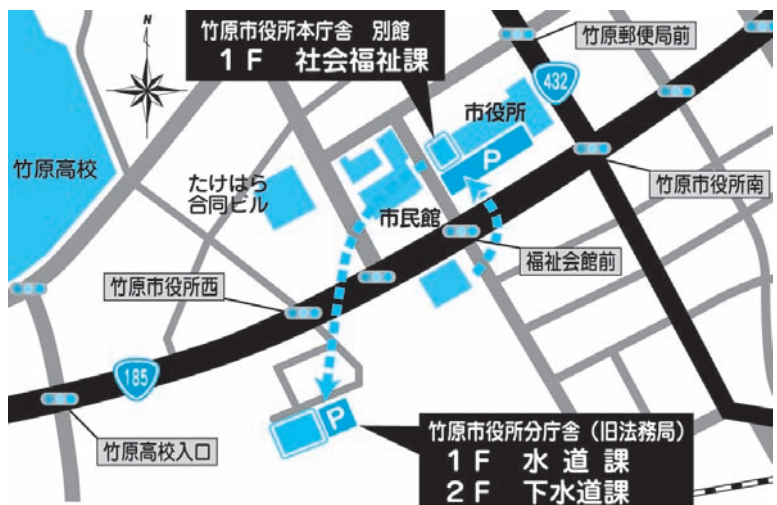 N
竹原市役所本庁舎 別館
1F 社会福祉課
竹原郵便局前
432
市役所
P
竹原高校
たけはら
合同ビル
竹原市役所南
市民館
福祉会館前
竹原市役所西
185
P
竹原高校入口
竹原市役所分庁舎（旧法務局）
1F 水道課
2F 下水道課